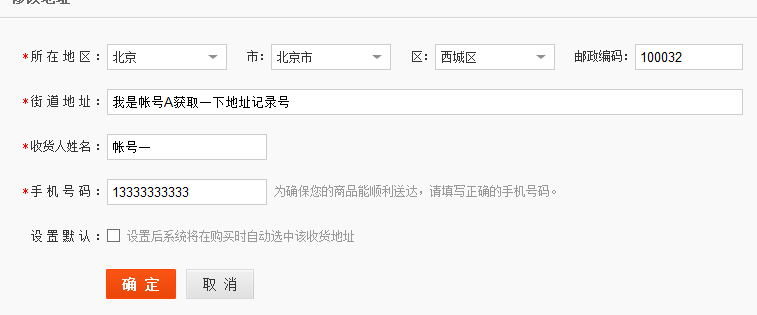 *所在地区：北京 市：北京市 区：西城区 邮政编码：100032
*街道地址：我是帐号A获取一下地址记录号
*收货人姓名：帐号一
*手机号码：13333333333 为确保您的商品能顺利送达，请填写正确的手机号码。
设置默认：设置后系统将在购买时自动选中该收货地址
确定 取消